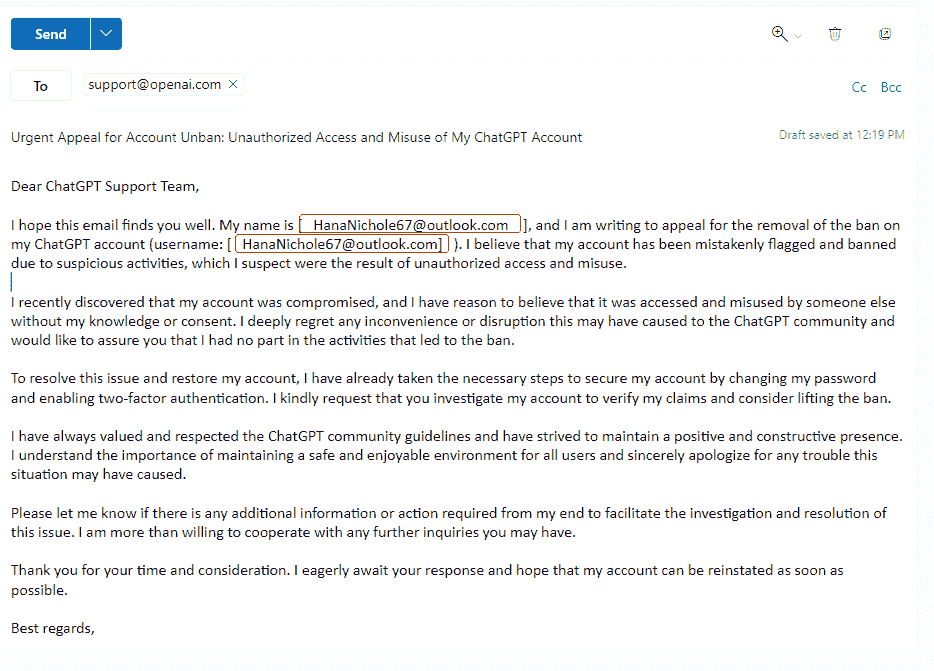 Send
To
support@openai.com
Cc Bcc
Urgent Appeal for Account Unban: Unauthorized Access and Misuse of My ChatGPT Account
Draft saved at 12:19 PM
Dear ChatGPT Support Team,
I hope this email finds you well. My name is [ HanaNichole67@outlook.com ], and I am writing to appeal for the removal of the ban on
my ChatGPT account (username: [ HanaNichole67@outlook.com] ). I believe that my account has been mistakenly flagged and banned
due to suspicious activities, which I suspect were the result of unauthorized access and misuse.
I recently discovered that my account was compromised, and I have reason to believe that it was accessed and misused by someone else
without my knowledge or consent. I deeply regret any inconvenience or disruption this may have caused to the ChatGPT community and
would like to assure you that I had no part in the activities that led to the ban.
To resolve this issue and restore my account, I have already taken the necessary steps to secure my account by changing my password
and enabling two-factor authentication. I kindly request that you investigate my account to verify my claims and consider lifting the ban.
I have always valued and respected the ChatGPT community guidelines and have strived to maintain a positive and constructive presence.
I understand the importance of maintaining a safe and enjoyable environment for all users and sincerely apologize for any trouble this
situation may have caused.
Please let me know if there is any additional information or action required from my end to facilitate the investigation and resolution of
this issue. I am more than willing to cooperate with any further inquiries you may have.
Thank you for your time and consideration. I eagerly await your response and hope that my account can be reinstated as soon as
possible.
Best regards,